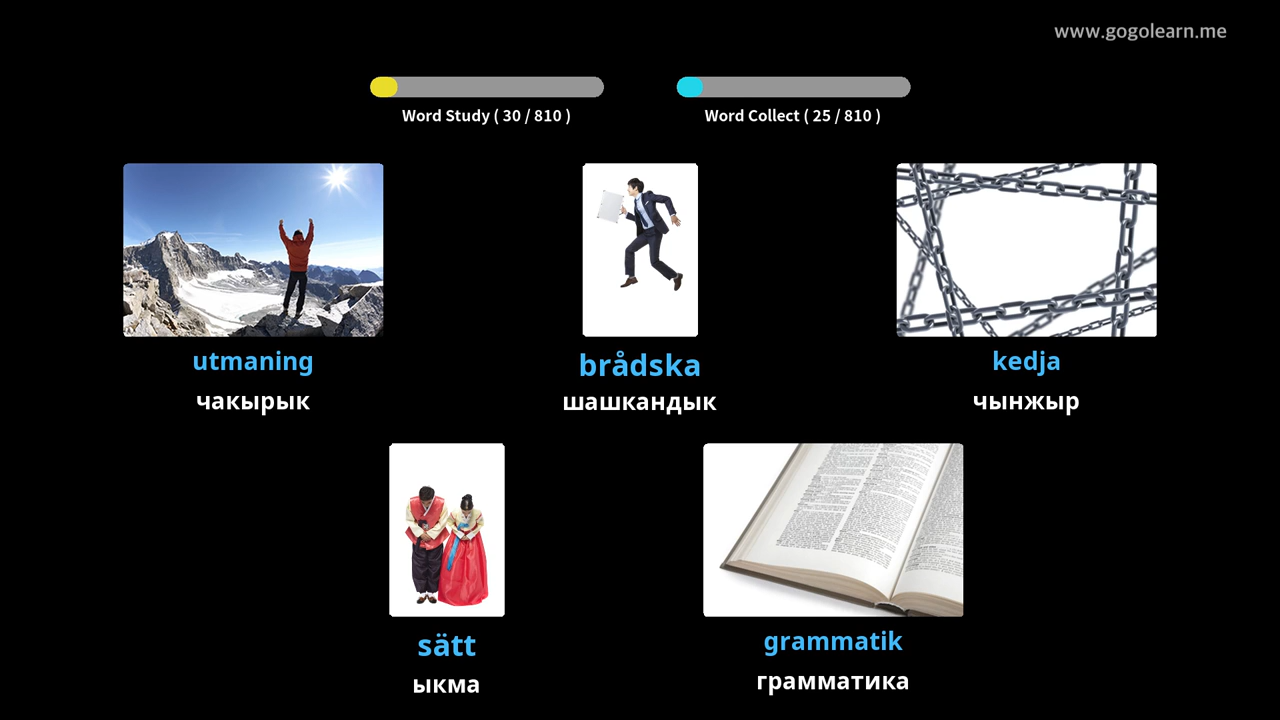 www.gogolearn.me
Word Study ( 30 / 810 )
Word Collect ( 25 / 810 )
utmaning
brådska
kedja
чакырык
шашкандык
чынжыр
sätt
grammatik
ыкма
грамматика